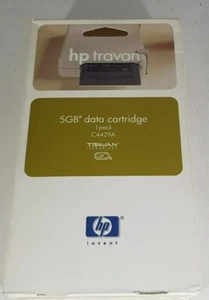 hp travan
5GB* data cartridge
1 pack
C4429A
TRAVAN
hp
invent